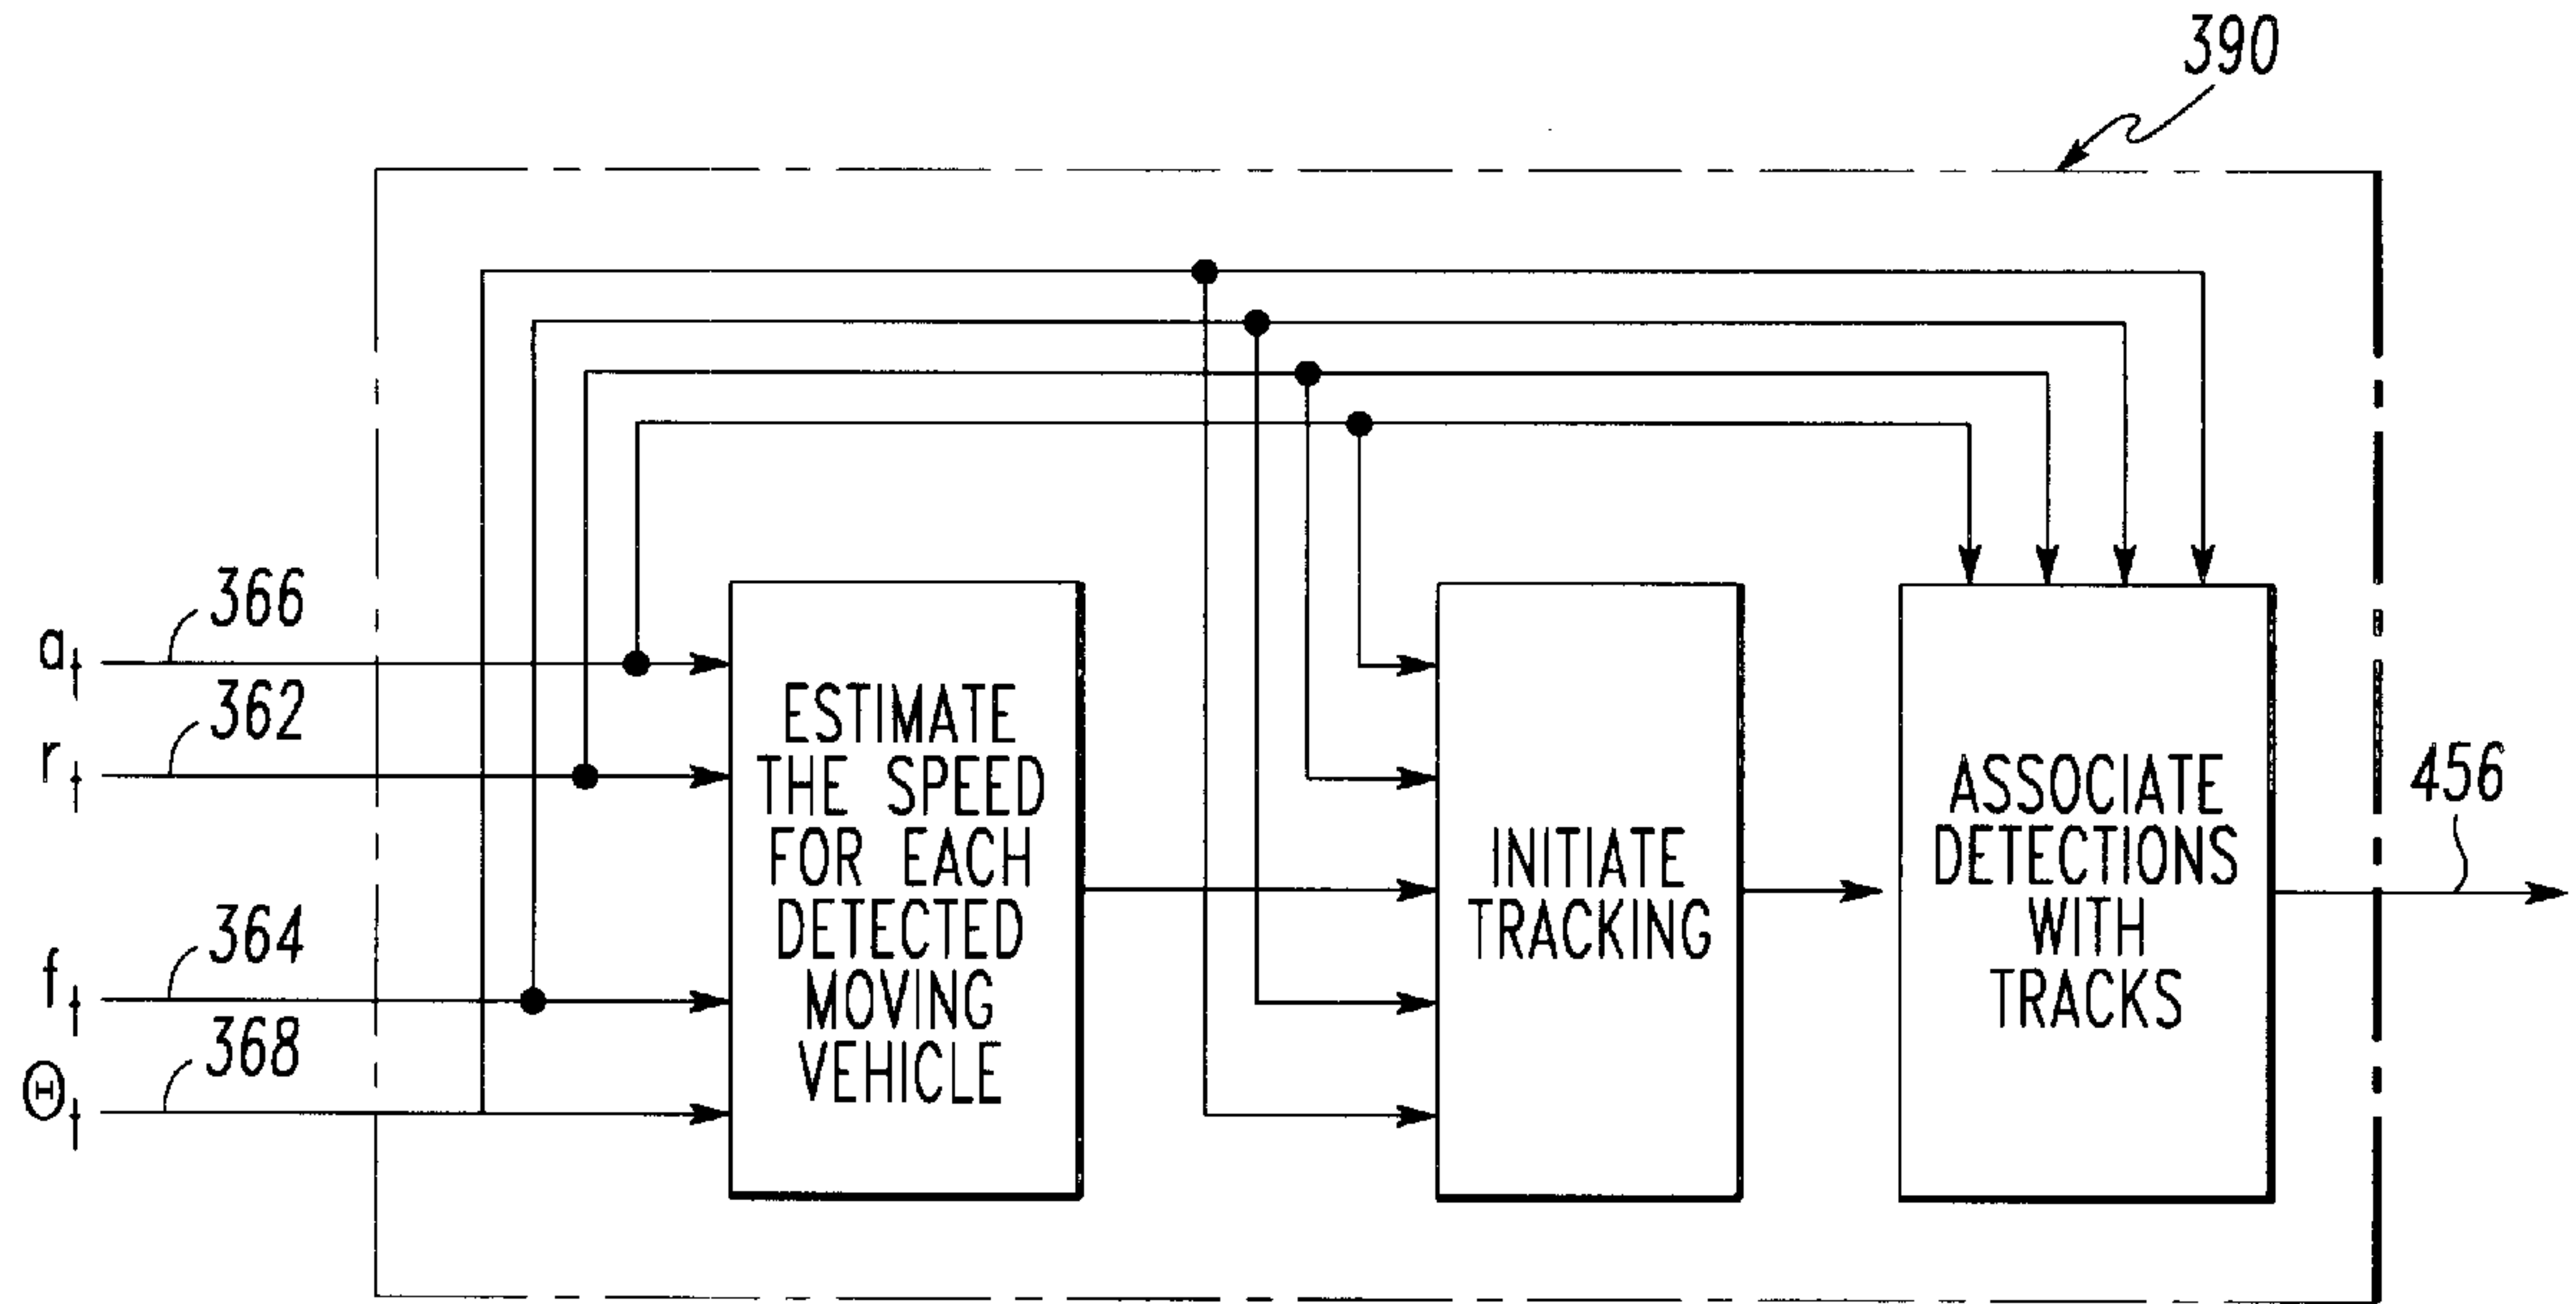 390
a_t
366
r_t
362
f_t
364
Θ_t
368
ESTIMATE
THE SPEED
FOR EACH
DETECTED
MOVING
VEHICLE
INITIATE
TRACKING
ASSOCIATE
DETECTIONS
WITH
TRACKS
456